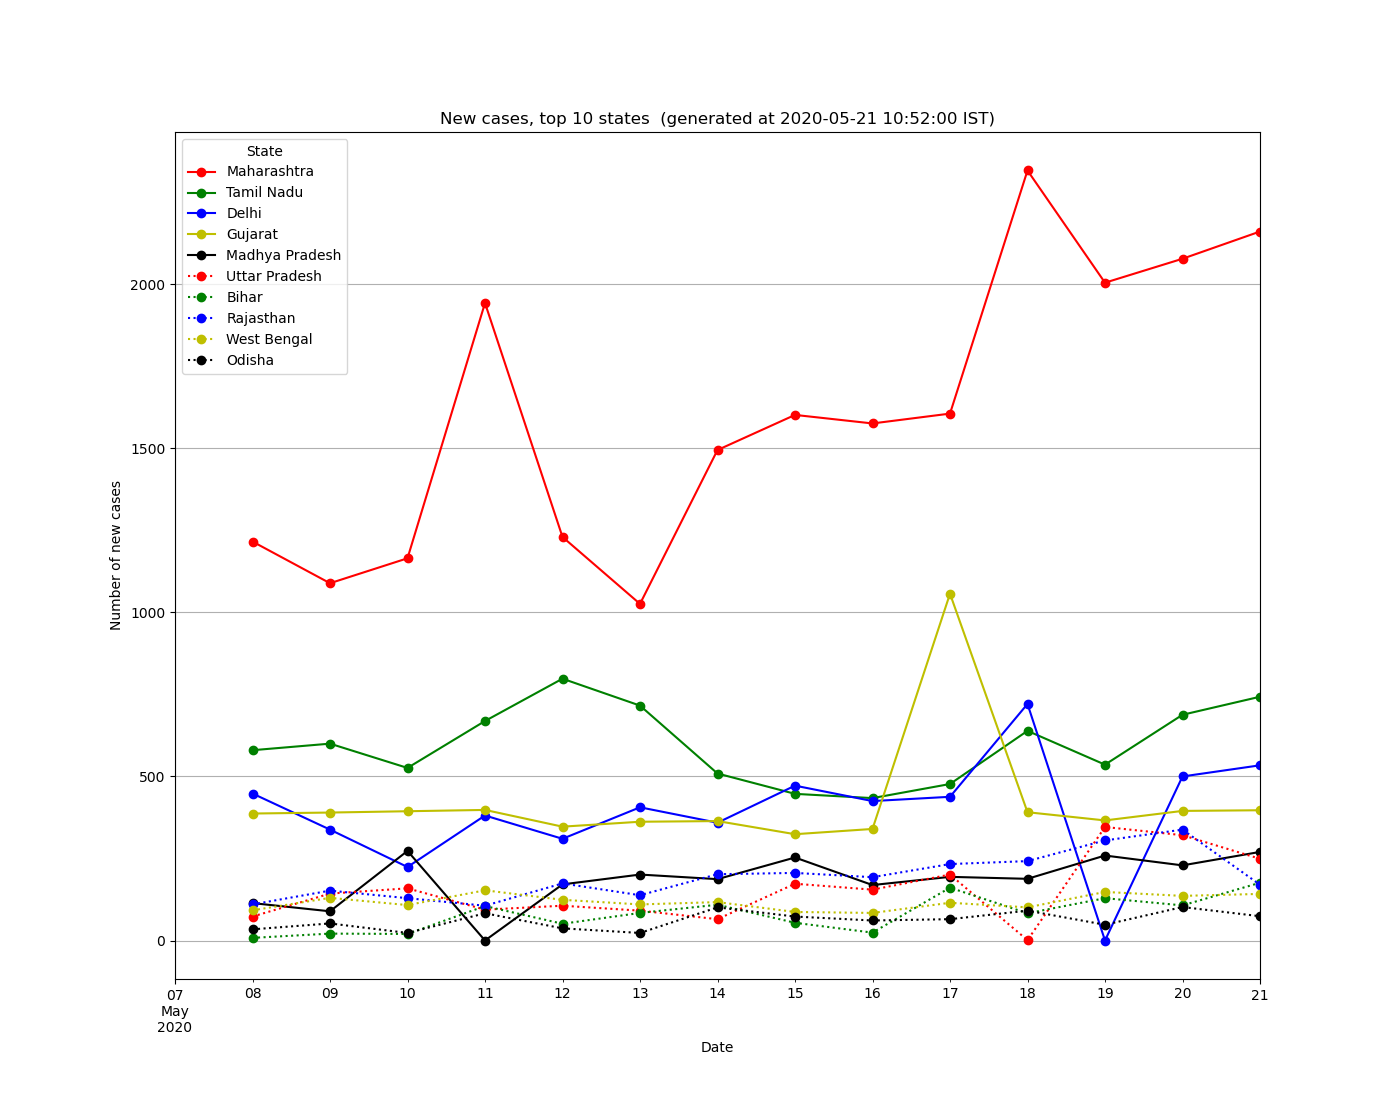 New cases, top 10 states  (generated at 2020-05-21 10:52:00 IST)
State
Maharashtra
Tamil Nadu
Delhi
Gujarat
Madhya Pradesh
Uttar Pradesh
Bihar
Rajasthan
West Bengal
Odisha
Number of new cases
2000
1500
1000
500
0
07 08 09 10 11 12 13 14 15 16 17 18 19 20 21
May
2020
Date